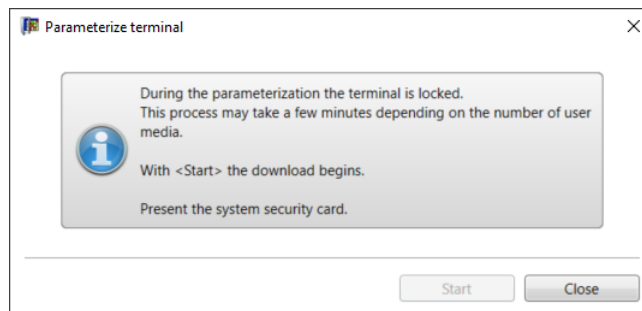 Parameterize terminal
During the parameterization the terminal is locked.
This process may take a few minutes depending on the number of user
media.
With <Start> the download begins.
Present the system security card.
Start
Close